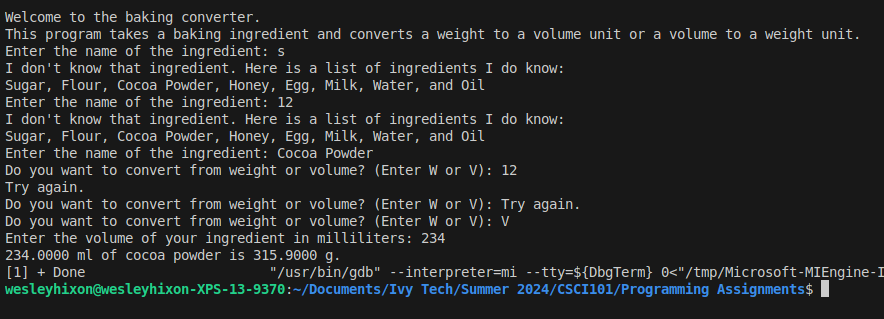 Welcome to the baking converter.
This program takes a baking ingredient and converts a weight to a volume unit or a volume to a weight unit.
Enter the name of the ingredient: s
I don't know that ingredient. Here is a list of ingredients I do know:
Sugar, Flour, Cocoa Powder, Honey, Egg, Milk, Water, and Oil
Enter the name of the ingredient: 12
I don't know that ingredient. Here is a list of ingredients I do know:
Sugar, Flour, Cocoa Powder, Honey, Egg, Milk, Water, and Oil
Enter the name of the ingredient: Cocoa Powder
Do you want to convert from weight or volume? (Enter W or V): 12
Try again.
Do you want to convert from weight or volume? (Enter W or V): Try again.
Do you want to convert from weight or volume? (Enter W or V): V
Enter the volume of your ingredient in milliliters: 234
234.0000 ml of cocoa powder is 315.9000 g.
[1] + Done "/usr/bin/gdb" --interpreter=mi --tty=${DbgTerm} 0<"/tmp/Microsoft-MIEngine-I
wesleyhixon@wesleyhixon-XPS-13-9370:~/Documents/Ivy Tech/Summer 2024/CSCI101/Programming Assignments$